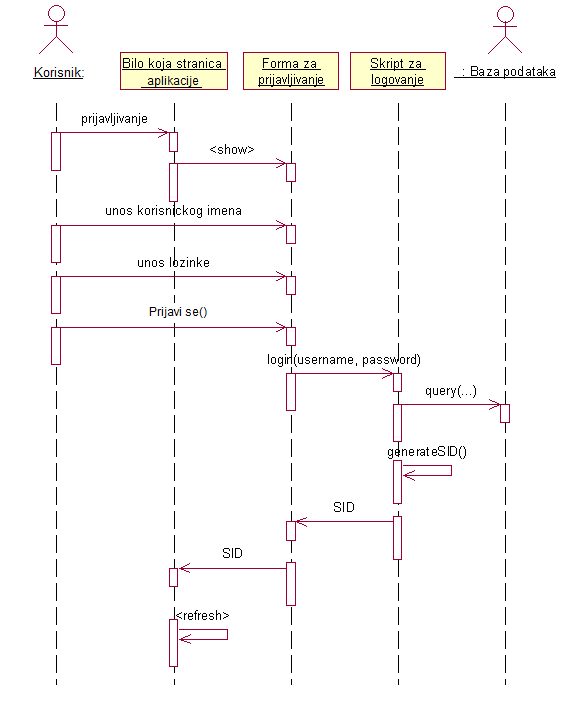 Korisnik:
Bilo koja stranica
aplikacije
Forma za
prijavljivanje
Skript za
logovanje
: Baza podataka
prijavljivanje
<show>
unos korisnickog imena
unos lozinke
Prijavi se()
login(username, password)
query(...)
generateSID()
SID
SID
<refresh>